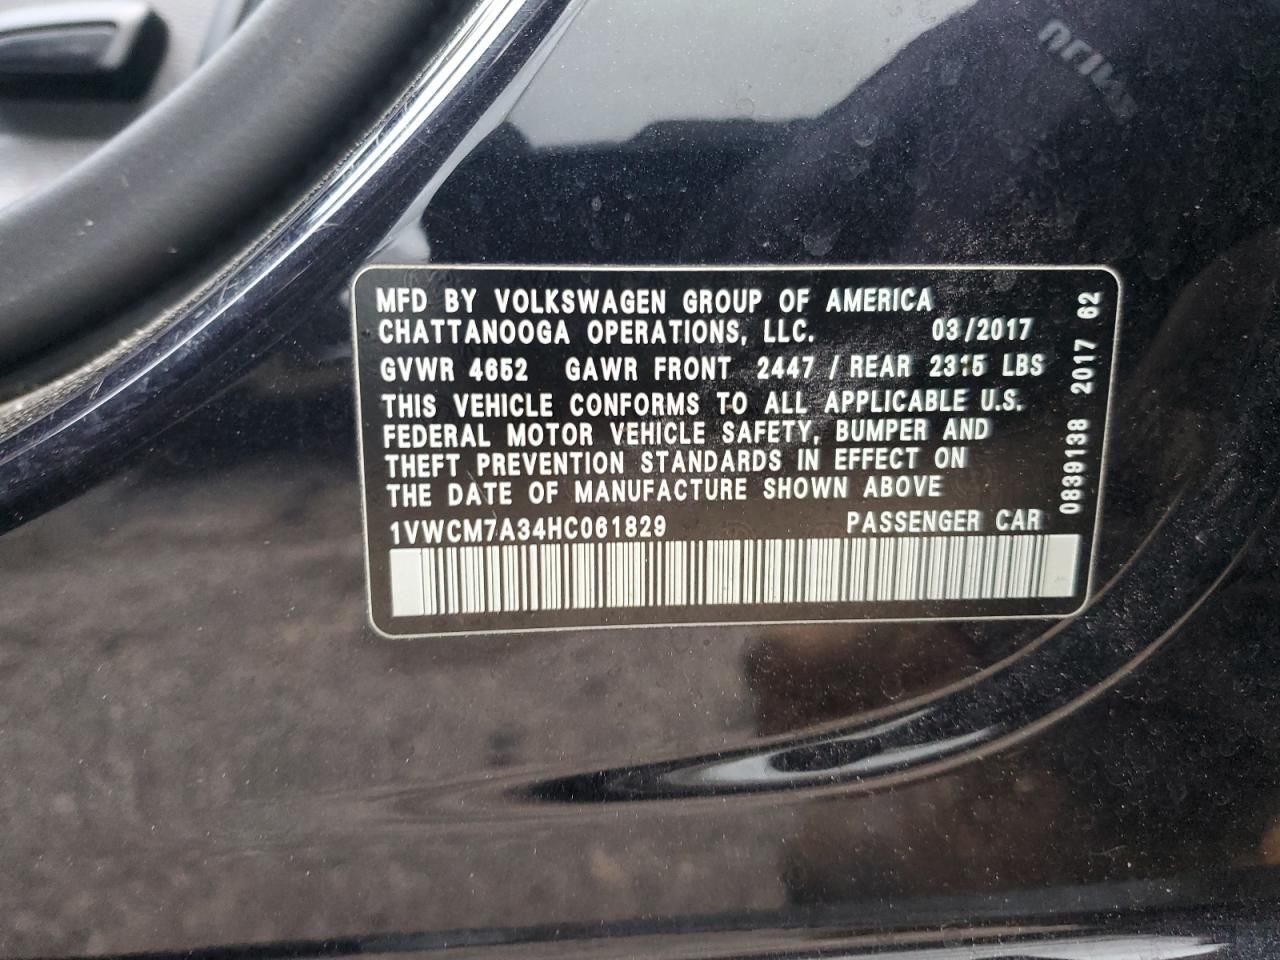 MFD BY VOLKSWAGEN GROUP OF AMERICA
CHATTANOOGA OPERATIONS, LLC. 03/2017
GVWR 4652 GAWR FRONT 2447 / REAR 2315 LBS
THIS VEHICLE CONFORMS TO ALL APPLICABLE U.S.
FEDERAL MOTOR VEHICLE SAFETY, BUMPER AND
THEFT PREVENTION STANDARDS IN EFFECT ON
THE DATE OF MANUFACTURE SHOWN ABOVE
1VWCM7A34HC061829 PASSENGER CAR
0839138 2017 62